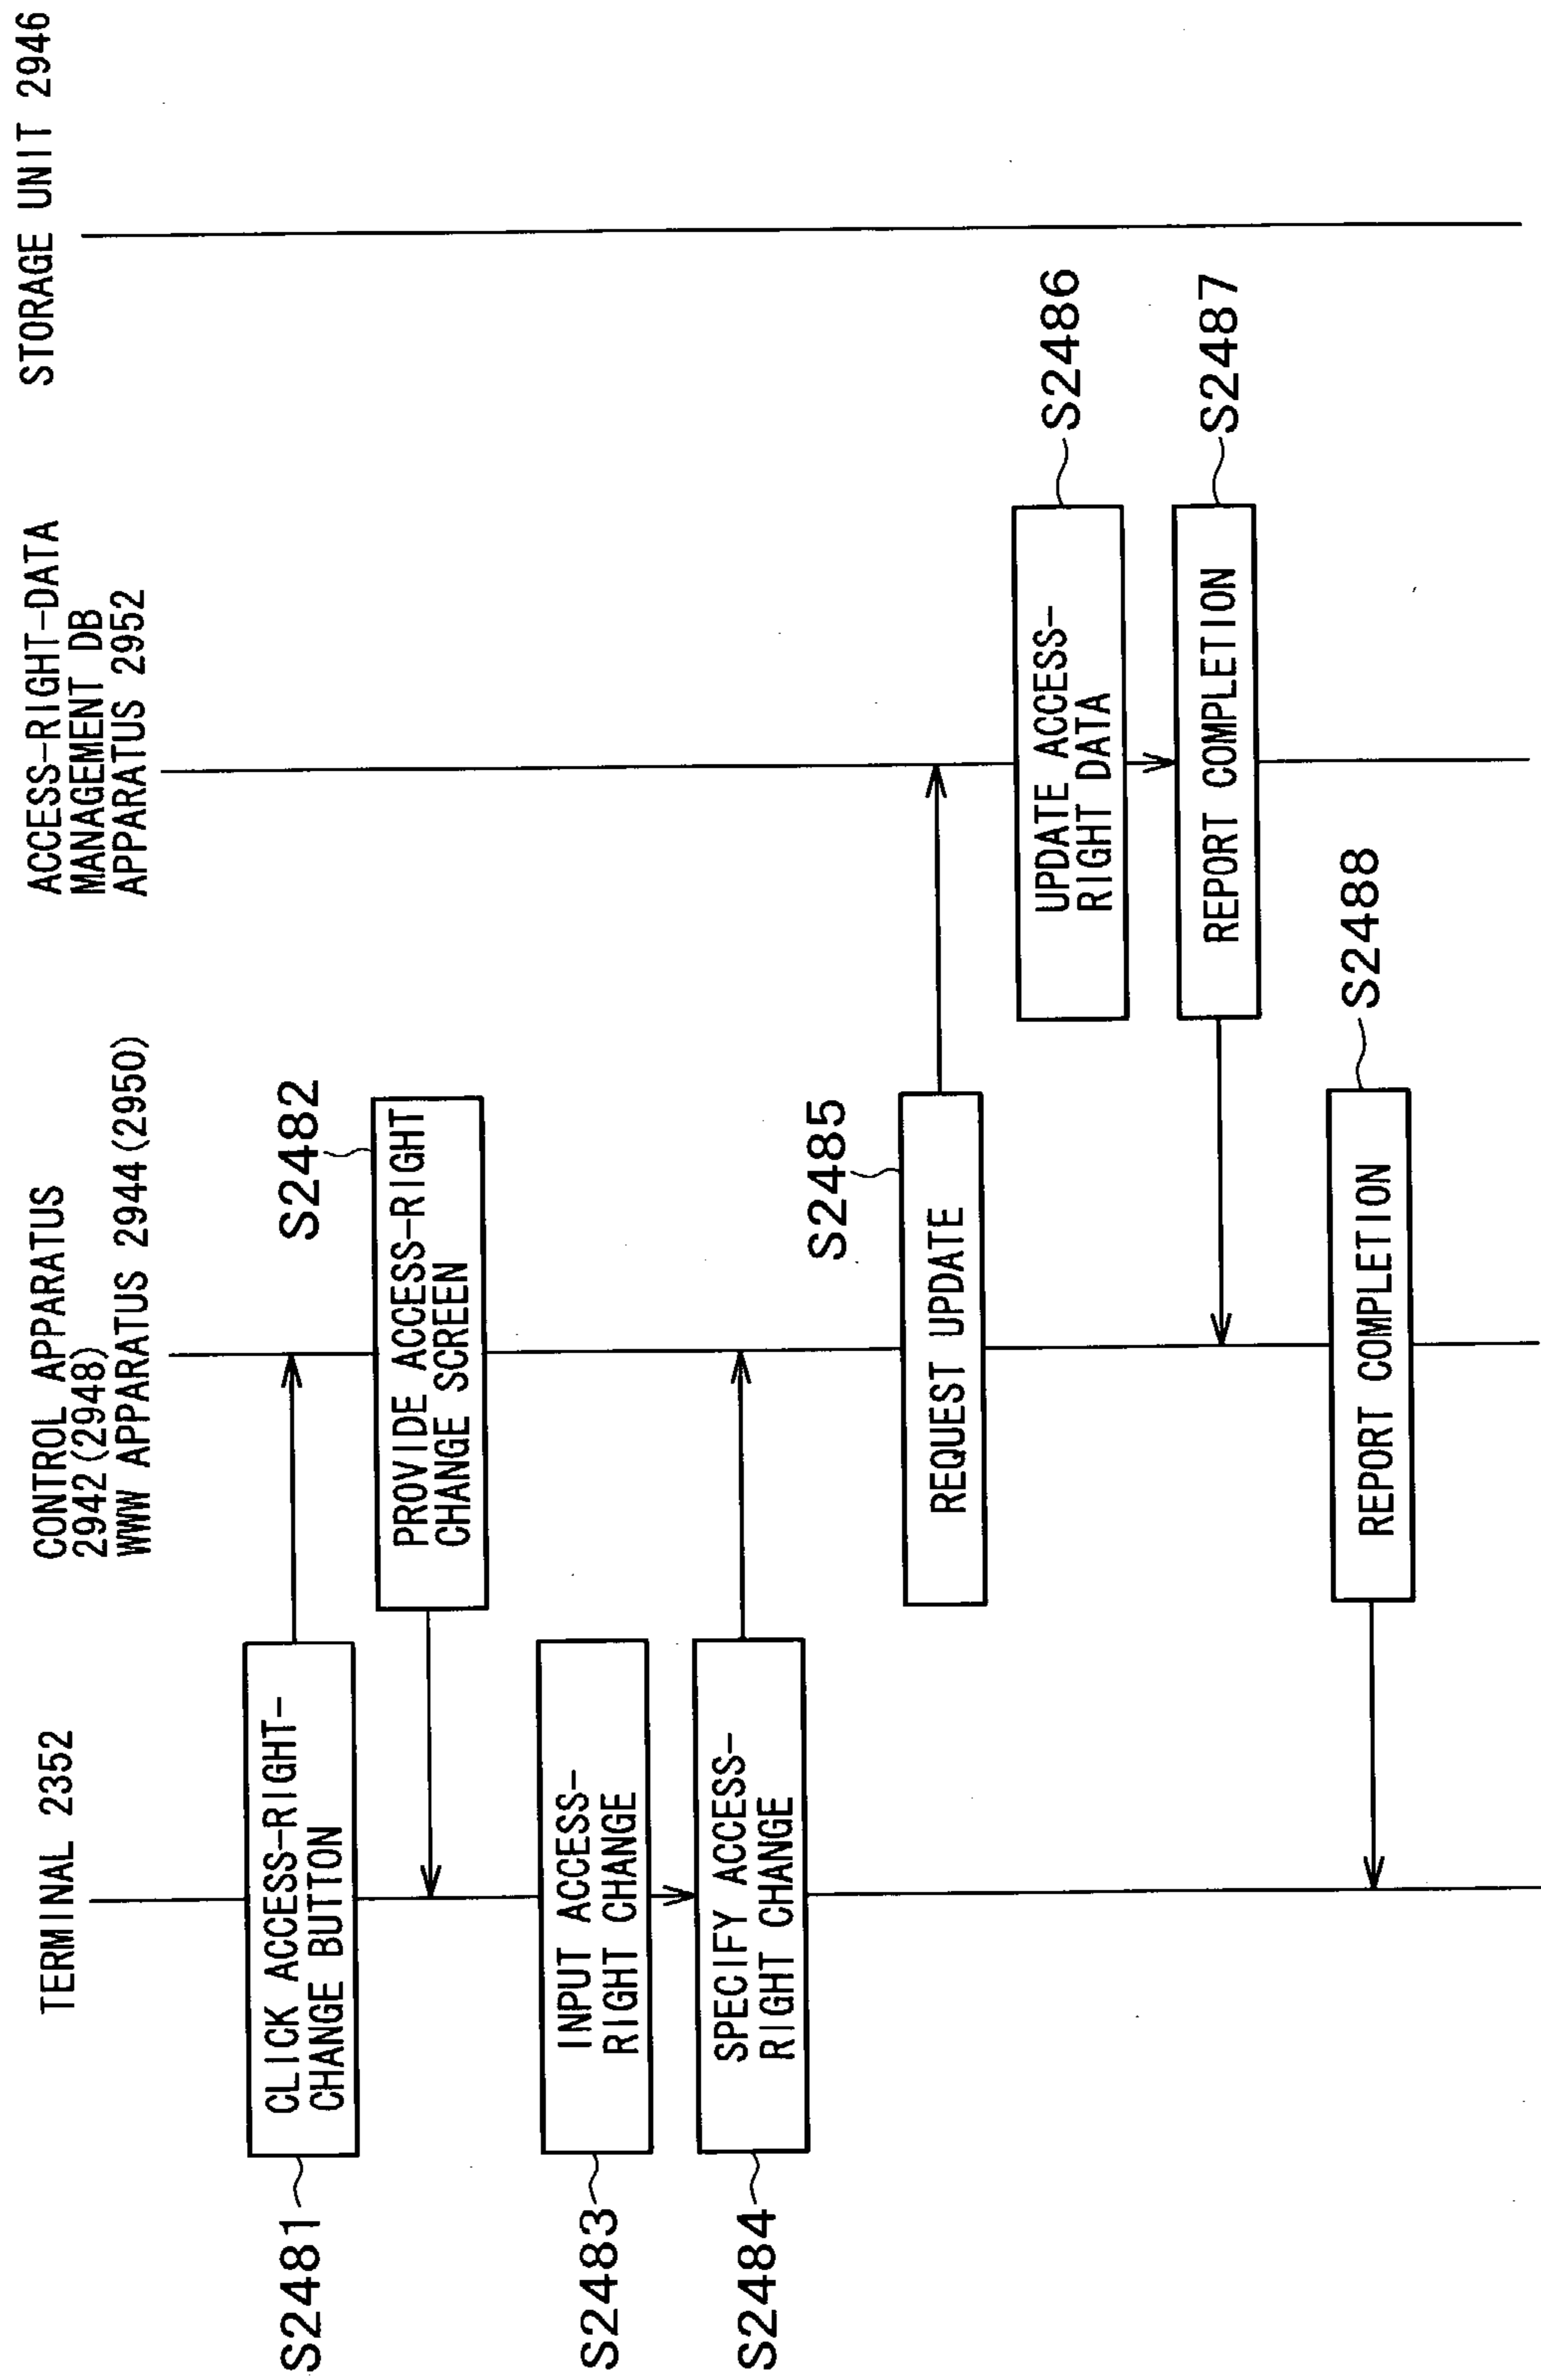 TERMINAL 2352
CONTROL APPARATUS
2942(2948)
WWW APPARATUS 2944(2950)
ACCESS-RIGHT-DATA
MANAGEMENT DB
APPARATUS 2952
STORAGE UNIT 2946
S2481
CLICK ACCESS-RIGHT-
CHANGE BUTTON
S2482
PROVIDE ACCESS-RIGHT
CHANGE SCREEN
S2483
INPUT ACCESS-
RIGHT CHANGE
S2484
SPECIFY ACCESS-
RIGHT CHANGE
S2485
REQUEST UPDATE
S2486
UPDATE ACCESS-
RIGHT DATA
S2487
REPORT COMPLETION
S2488
REPORT COMPLETION